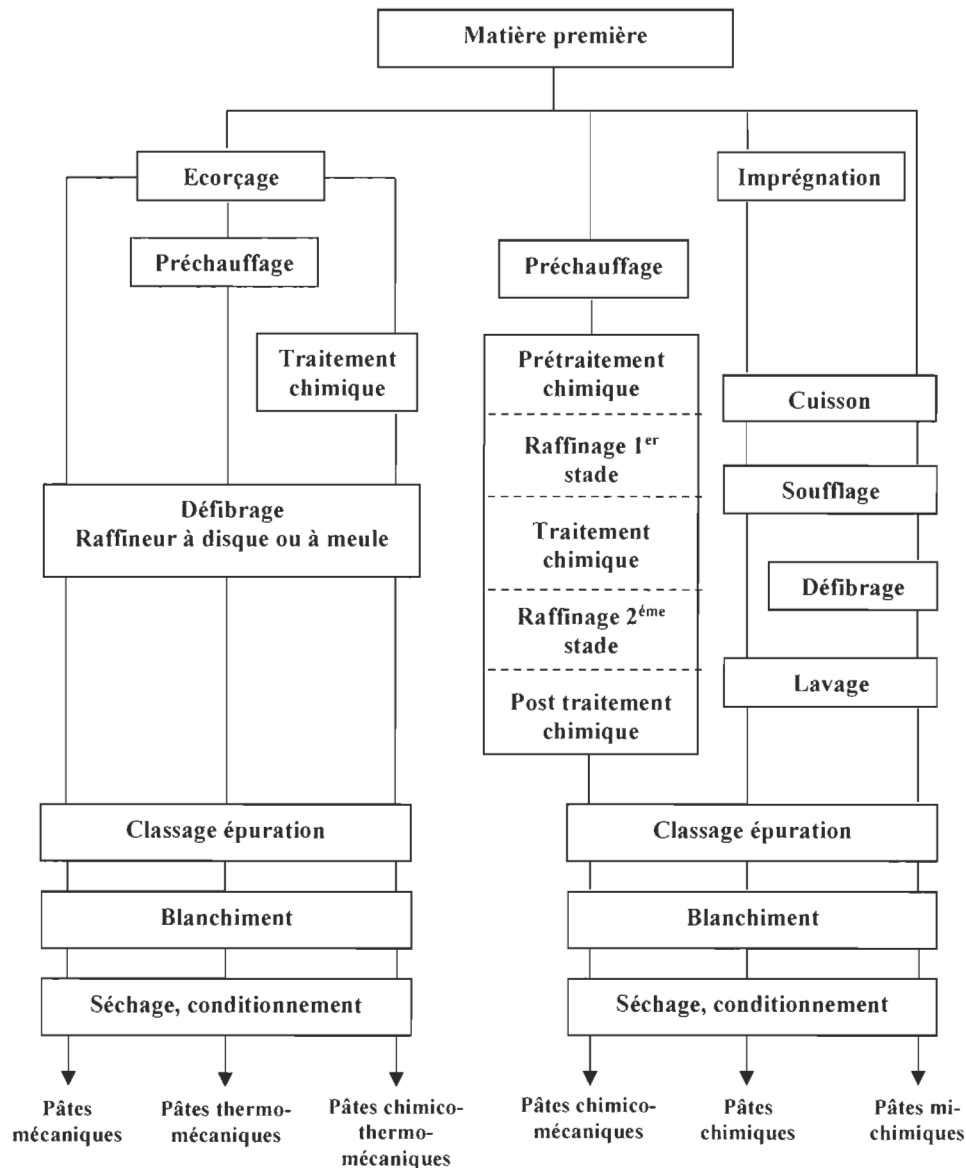 Matière première
Ecorçage
Imprégnation
Préchauffage
Préchauffage
Traitement
chimique
Prétraitement
chimique
Cuisson
Raffinage 1er
stade
Soufflage
Défibrage
Raffineur à disque ou à meule
Traitement
chimique
Défibrage
Raffinage 2éme
stade
Lavage
Post traitement
chimique
Classage épuration
Classage épuration
Blanchiment
Blanchiment
Séchage, conditionnement
Séchage, conditionnement
Pâtes
mécaniques
Pâtes thermo-
mécaniques
Pâtes chimico-
thermo-
mécaniques
Pâtes chimico-
mécaniques
Pâtes
chimiques
Pâtes mi-
chimiques